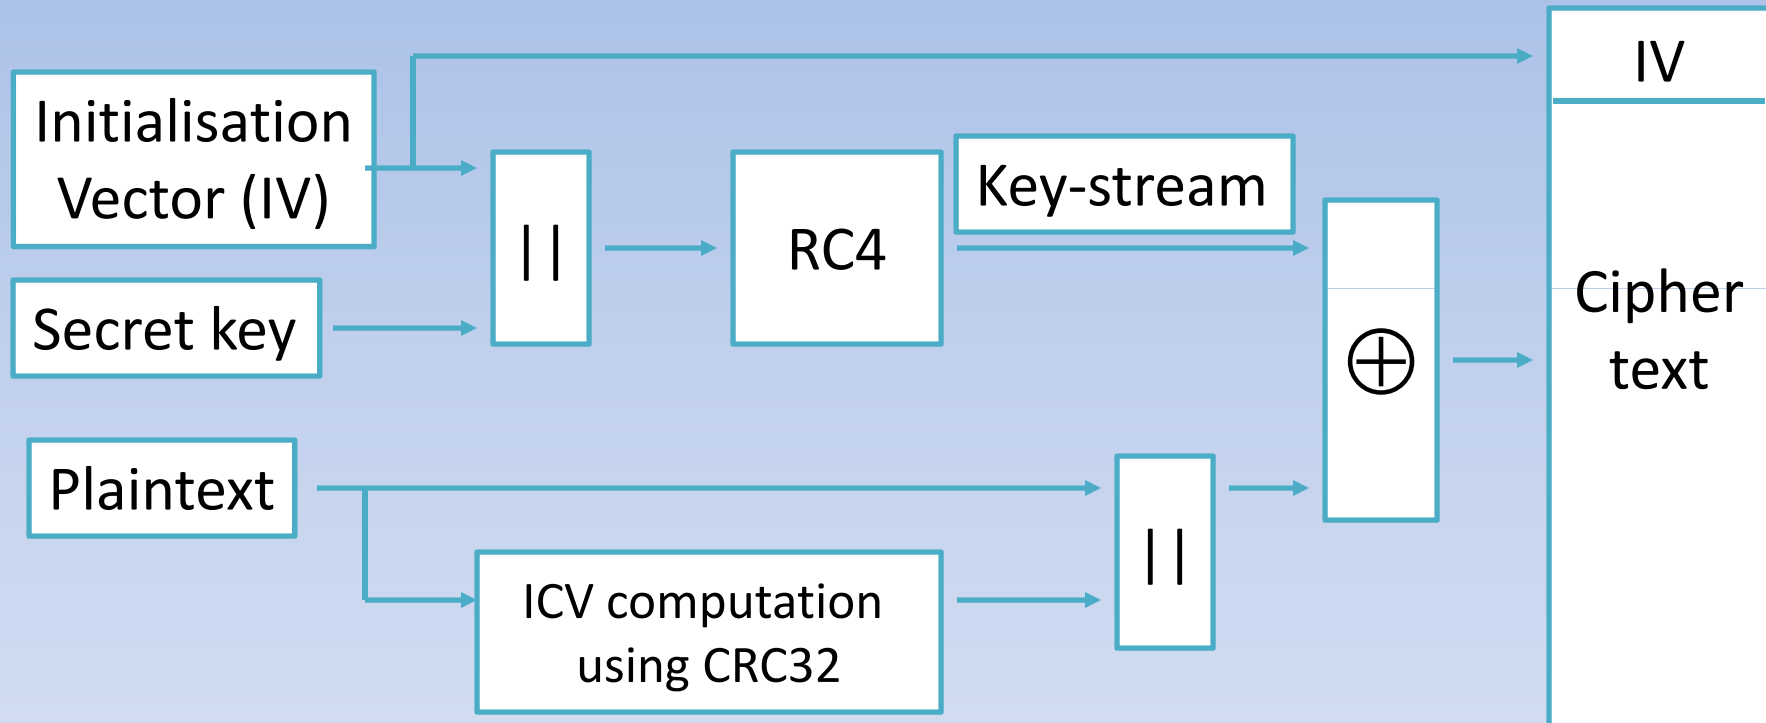 IV
Initialisation
Vector (IV)
Key-stream
||
RC4
Secret key
Cipher
text
⊕
Plaintext
||
ICV computation
using CRC32